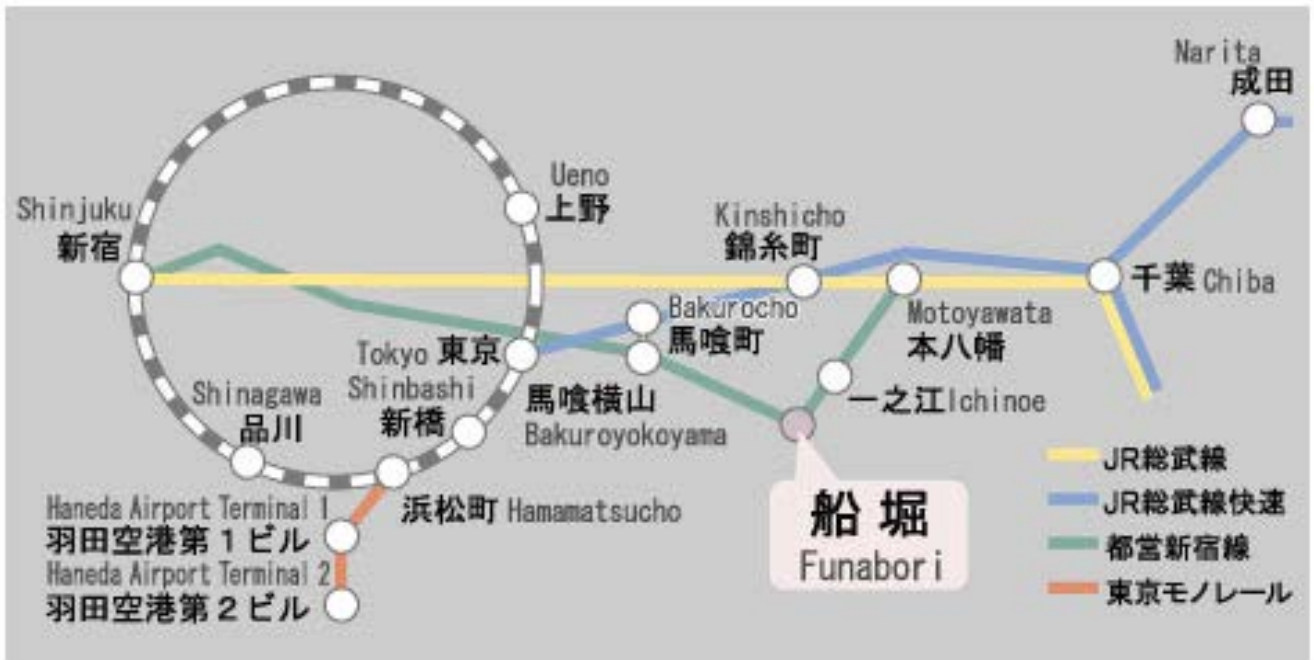 Narita
成田
Ueno
上野
Shinjuku
新宿
Kinshicho
錦糸町
千葉 Chiba
Bakurocho
馬喰町
Motoyawata
本八幡
Tokyo 東京
Shinbashi
新橋
Shinagawa
品川
馬喰横山
Bakuroyokoyama
一之江 Ichinoe
浜松町 Hamamatsucho
Haneda Airport Terminal 1
羽田空港第1ビル
Haneda Airport Terminal 2
羽田空港第2ビル
船堀
Funabori
JR総武線
JR総武線快速
都営新宿線
東京モノレール